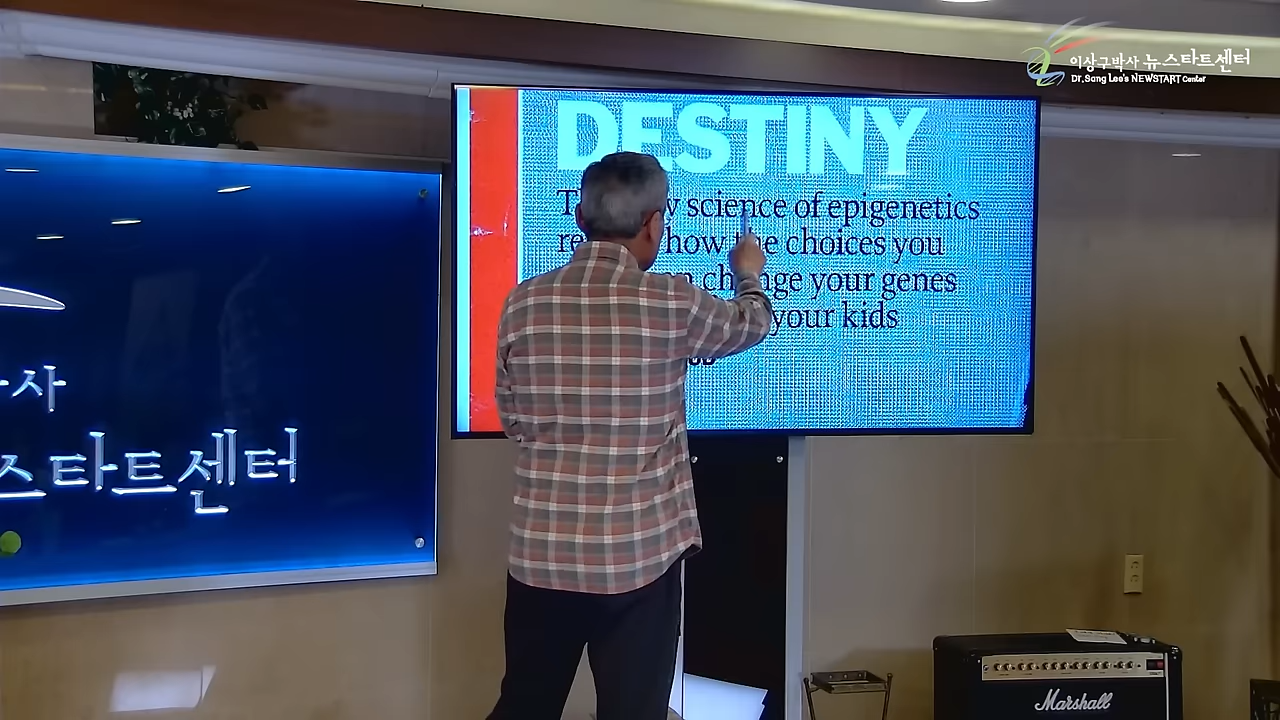 이상구박사 뉴스타트센터
Dr. Sang Lee's NEWSTART Center
DESTINY
science of epigenetics
how the choices you
change your genes
your kids
사
스타트센터
Marshall